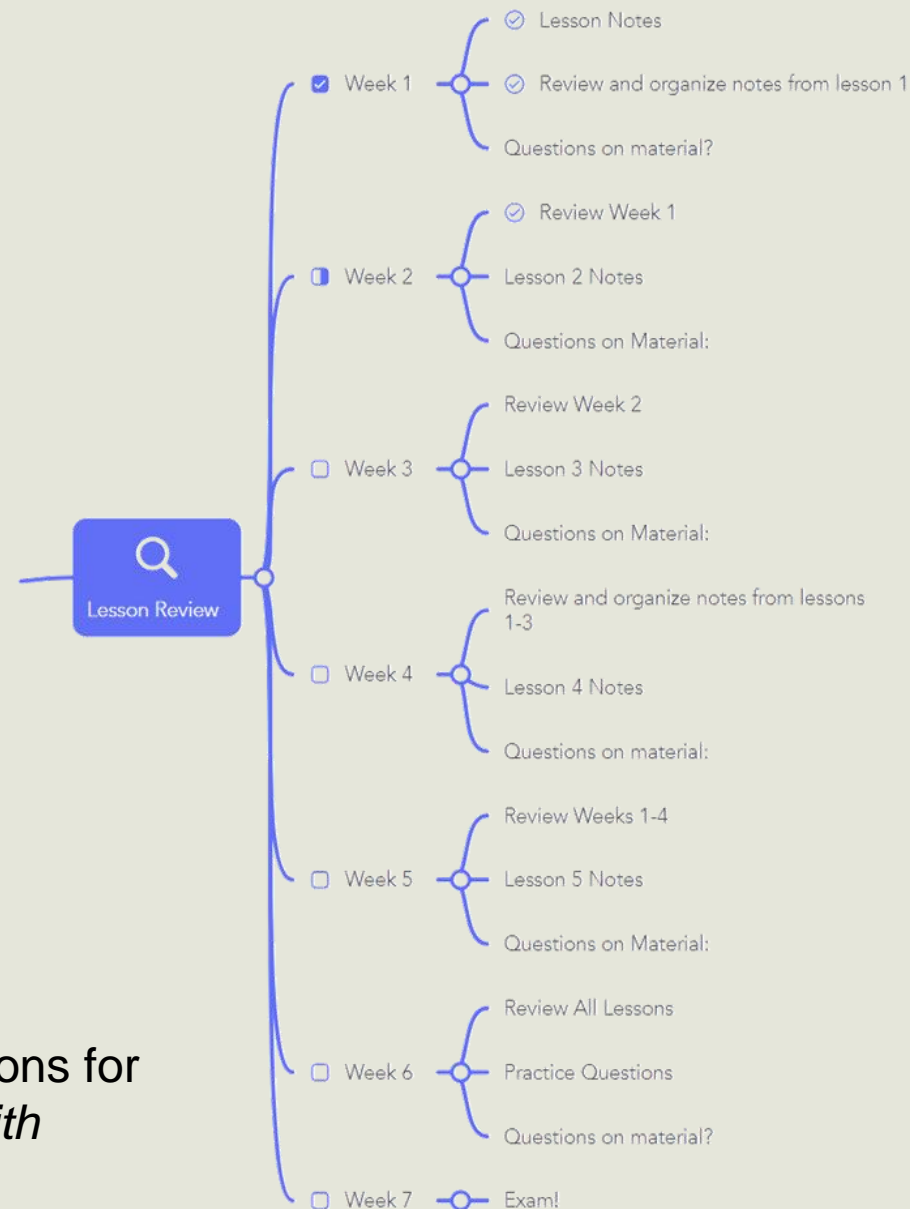 Lesson Review
Week 1
Lesson Notes
Review and organize notes from lesson 1
Questions on material?
Week 2
Review Week 1
Lesson 2 Notes
Questions on Material:
Week 3
Review Week 2
Lesson 3 Notes
Questions on Material:
Week 4
Review and organize notes from lessons
1-3
Lesson 4 Notes
Questions on material:
Week 5
Review Weeks 1-4
Lesson 5 Notes
Questions on Material:
Week 6
Review All Lessons
Practice Questions
Questions on material?
Week 7
Exam!
ons for
ith